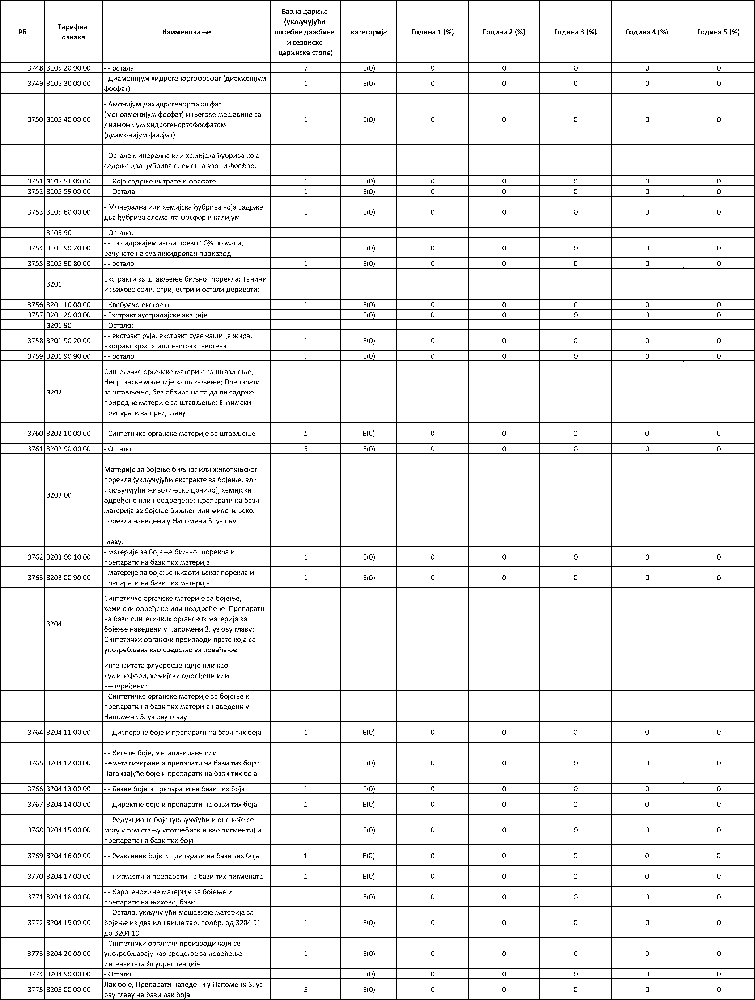 РБ Тарифна ознака Наименовање Базна царина (укључујући посебне дажбине и сезонске царинске стопе) категорија Година 1 (%) Година 2 (%) Година 3 (%) Година 4 (%) Година 5 (%)
3748 3105 20 90 00 - - остала 7 E(0) 0 0 0 0 0
- Диамонијум хидрогенортофосфат (диамонијум
3749 3105 30 00 00 фосфат) 1 E(0) 0 0 0 0 0
- Амонијум дихидрогенортофосфат
(моноамонијум фосфат) и његове мешавине са
3750 3105 40 00 00 диамонијум хидрогенортофосфатом 1 E(0) 0 0 0 0 0
(диамонијум фосфат)
- Остала минерална или хемијска ђубрива која
садрже два ђубрива елемента азот и фосфор:
3751 3105 51 00 00 - - Која садрже нитрате и фосфате 1 E(0) 0 0 0 0 0
3752 3105 59 00 00 - - Остала 1 E(0) 0 0 0 0 0
- Минерална или хемијска ђубрива која садрже
3753 3105 60 00 00 два ђубрива елемента фосфор и калијум 1 E(0) 0 0 0 0 0
3105 90 - Остало:
- - са садржајем азота преко 10% по маси,
3754 3105 90 20 00 рачунато на сув анхидрован производ 1 E(0) 0 0 0 0 0
3755 3105 90 80 00 - - остало 1 E(0) 0 0 0 0 0
3201 Екстракти за штављење биљног порекла; Танини
и њихове соли, етри, естри и остали деривати:
3756 3201 10 00 00 - Квебрачо екстракт 1 E(0) 0 0 0 0 0
3757 3201 20 00 00 - Екстракт аустралијске акације 1 E(0) 0 0 0 0 0
3201 90 - Остало:
- - екстракт руја, екстракт суве чашице жира,
3758 3201 90 20 00 екстракт храста или екстракт кестена 1 E(0) 0 0 0 0 0
3759 3201 90 90 00 - - остало 5 E(0) 0 0 0 0 0
Синтетичке органске материје за штављење;
Неорганске материје за штављење; Препарати
3202 за штављење, без обзира на то да ли садрже
природне материје за штављење; Ензимски
препарати за предштаву:
3760 3202 10 00 00 - Синтетичке органске материје за штављење 1 E(0) 0 0 0 0 0
3761 3202 90 00 00 - Остало 5 E(0) 0 0 0 0 0
Материје за бојење биљног или животињског
порекла (укључујући екстракте за бојење, али
искључујући животињско црнило), хемијски
3203 00 одређене или неодређене; Препарати на бази
материја за бојење биљног или животињског
порекла наведени у Напомени 3. уз ову
главу:
- материје за бојење биљног порекла и
3762 3203 00 10 00 препарати на бази тих материја 1 E(0) 0 0 0 0 0
- материје за бојење животињског порекла и
3763 3203 00 90 00 препарати на бази тих материја 1 E(0) 0 0 0 0 0
Синтетичке органске материје за бојење,
хемијски одређене или неодређене; Препарати
3204 на бази синтетичких органских материја за
бојење наведени у Напомени 3. уз ову главу;
Синтетички органски производи врсте која се
употребљава као средство за повећање
интензитета флуоресценције или као
луминофори, хемијски одређени или
неодређени:
- Синтетичке органске материје за бојење и
препарати на бази тих материја наведени у
Напомени 3. уз ову главу:
3764 3204 11 00 00 - - Дисперзне боје и препарати на бази тих боја 1 E(0) 0 0 0 0 0
- - Киселе боје, метализиране или
3765 3204 12 00 00 неметализиране и препарати на бази тих боја; 1 E(0) 0 0 0 0 0
Нагризајуће боје и препарати на бази тих боја
3766 3204 13 00 00 - - Базне боје и препарати на бази тих боја 1 E(0) 0 0 0 0 0
3767 3204 14 00 00 - - Директне боје и препарати на бази тих боја 1 E(0) 0 0 0 0 0
- - Редукционе боје (укључујући и оне које се
3768 3204 15 00 00 могу у том стању употребити и као пигменти) и 1 E(0) 0 0 0 0 0
препарати на бази тих боја
3769 3204 16 00 00 - - Реактивне боје и препарати на бази тих боја 1 E(0) 0 0 0 0 0
3770 3204 17 00 00 - - Пигменти и препарати на бази тих пигмената 1 E(0) 0 0 0 0 0
- - Каротеноидне материје за бојење и
3771 3204 18 00 00 препарати на њиховој бази 1 E(0) 0 0 0 0 0
- - Остало, укључујући мешавине материја за
3772 3204 19 00 00 бојење из два или више тар. подбр. од 3204 11 1 E(0) 0 0 0 0 0
до 3204 19
- Синтетички органски производи који се
3773 3204 20 00 00 употребљавају као средства за повећење 1 E(0) 0 0 0 0 0
интензитета флуоресценције
3774 3204 90 00 00 - Остало 1 E(0) 0 0 0 0 0
Лак боје; Препарати наведени у Напомени 3. уз
3775 3205 00 00 00 ову главу на бази лак боја 5 E(0) 0 0 0 0 0